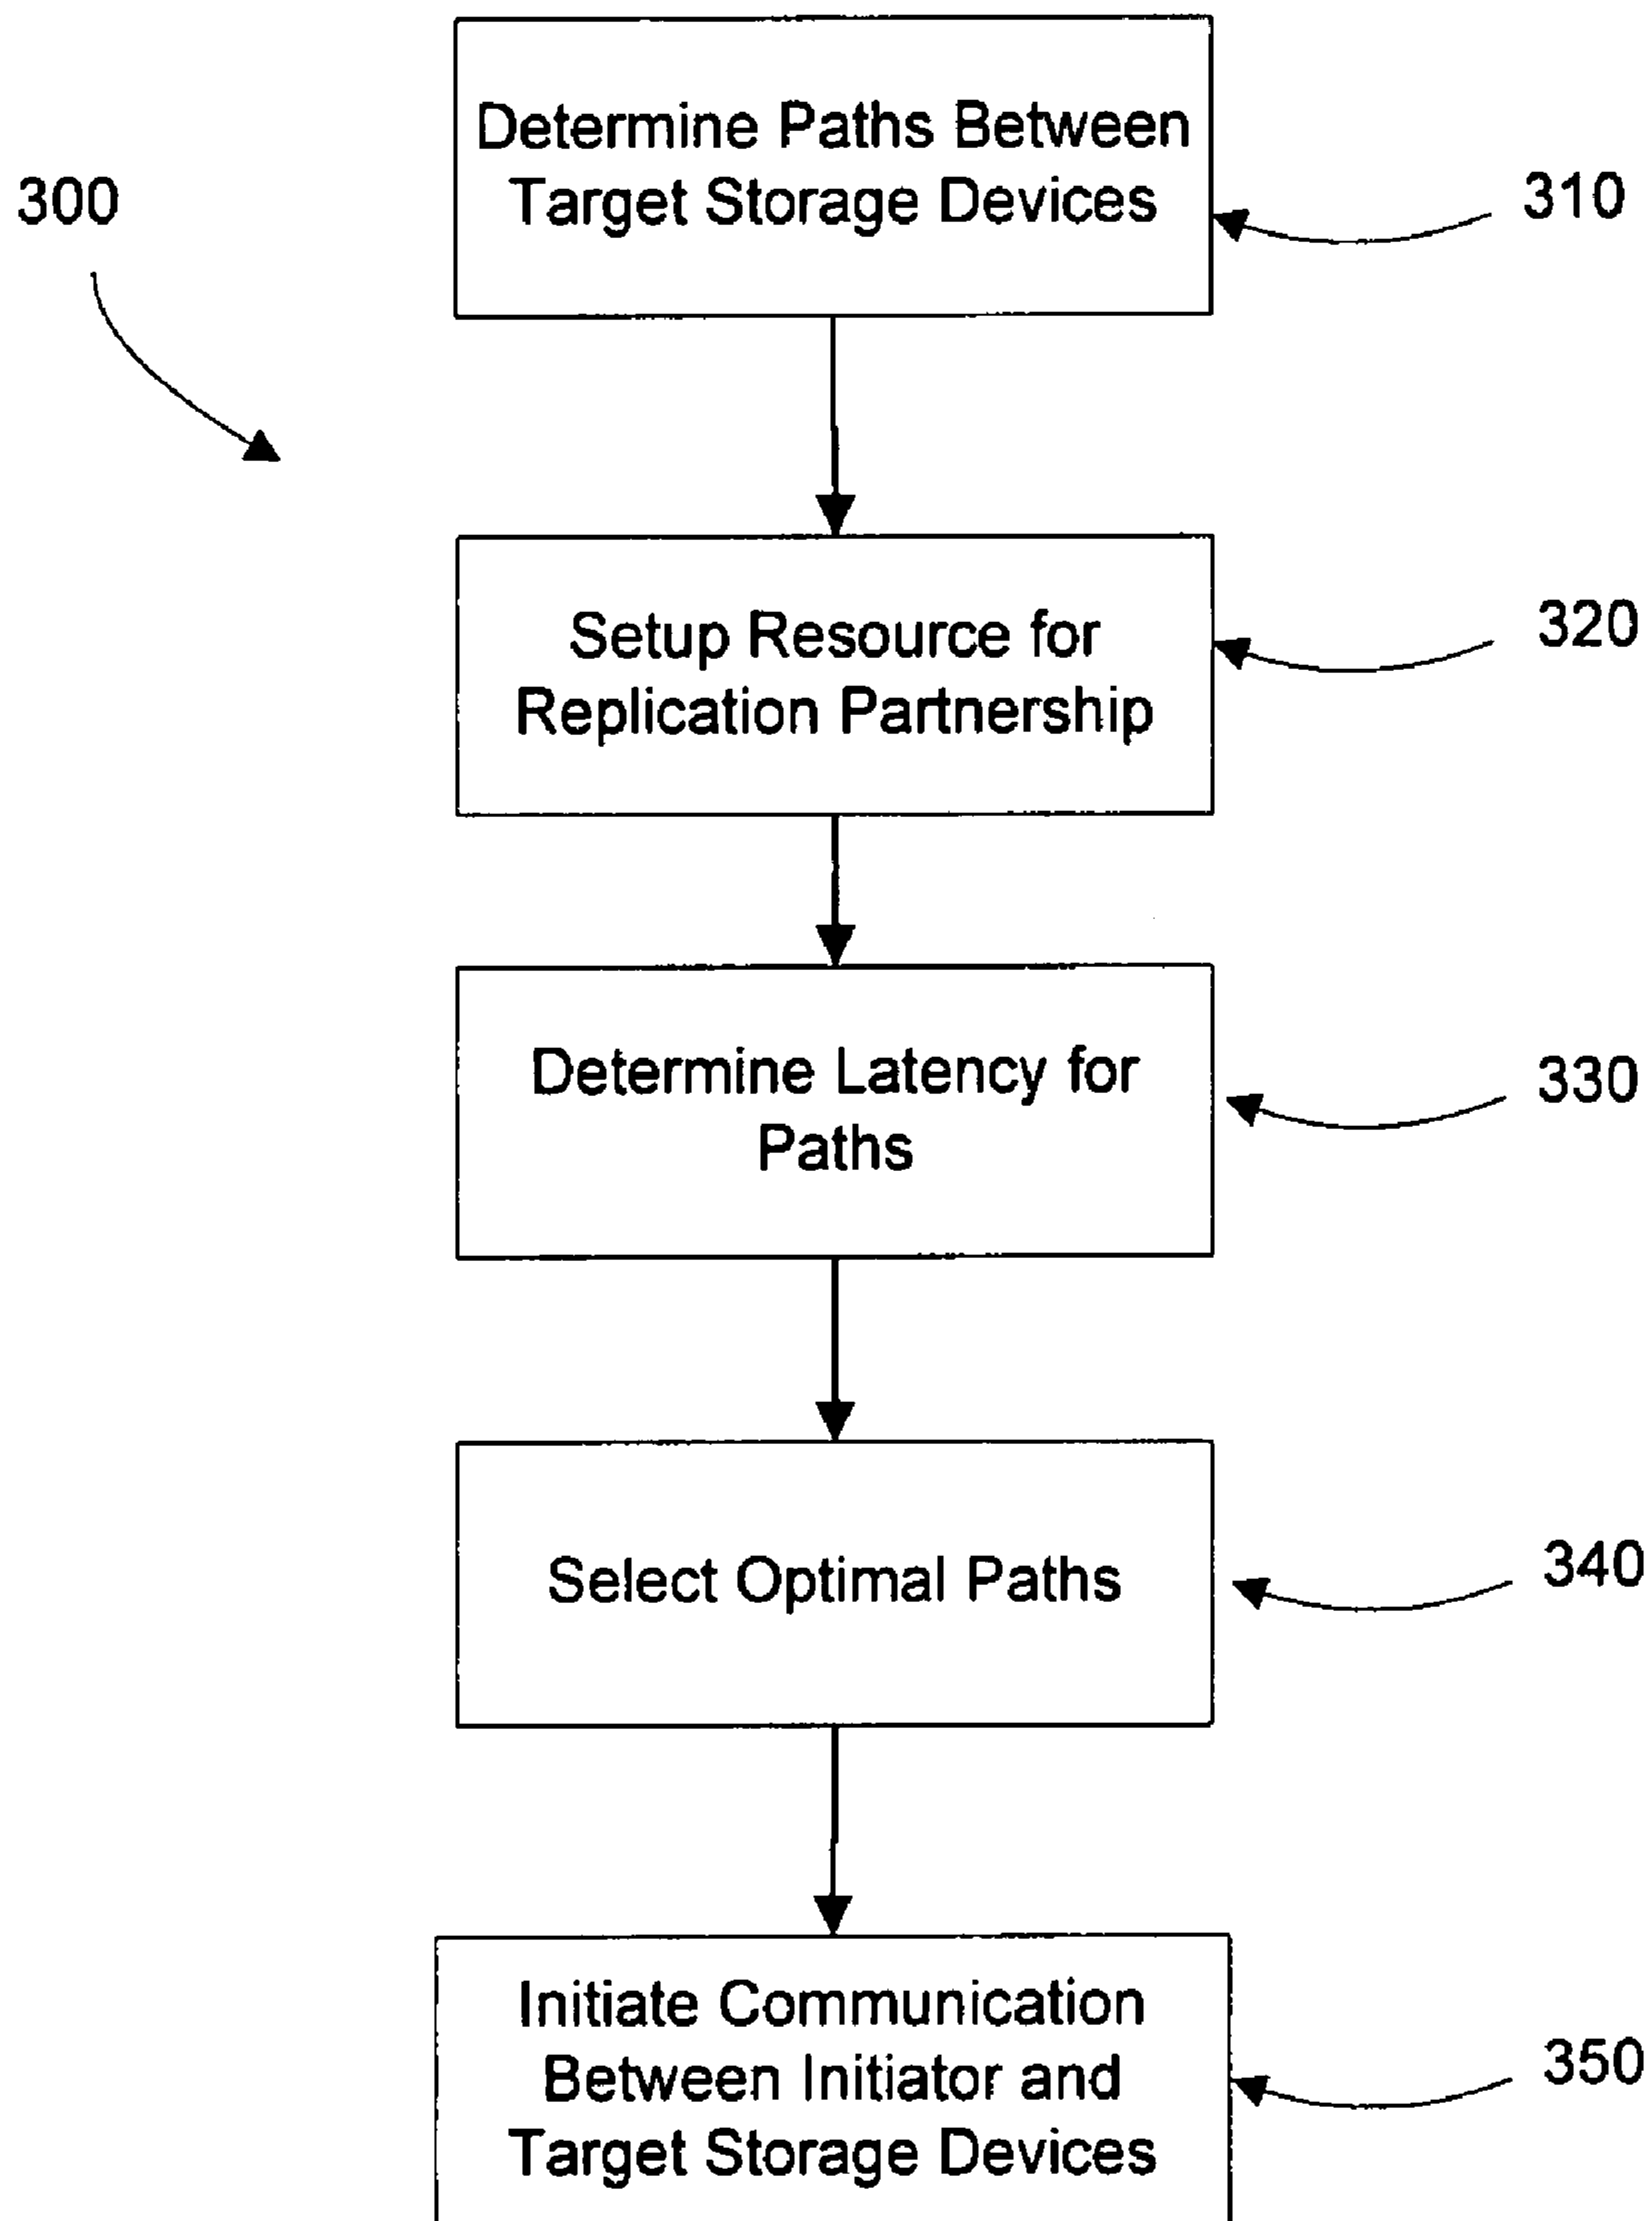 Determine Paths Between
Target Storage Devices
300
310
Setup Resource for
Replication Partnership
320
Determine Latency for
Paths
330
Select Optimal Paths
340
Initiate Communication
Between Initiator and
Target Storage Devices
350